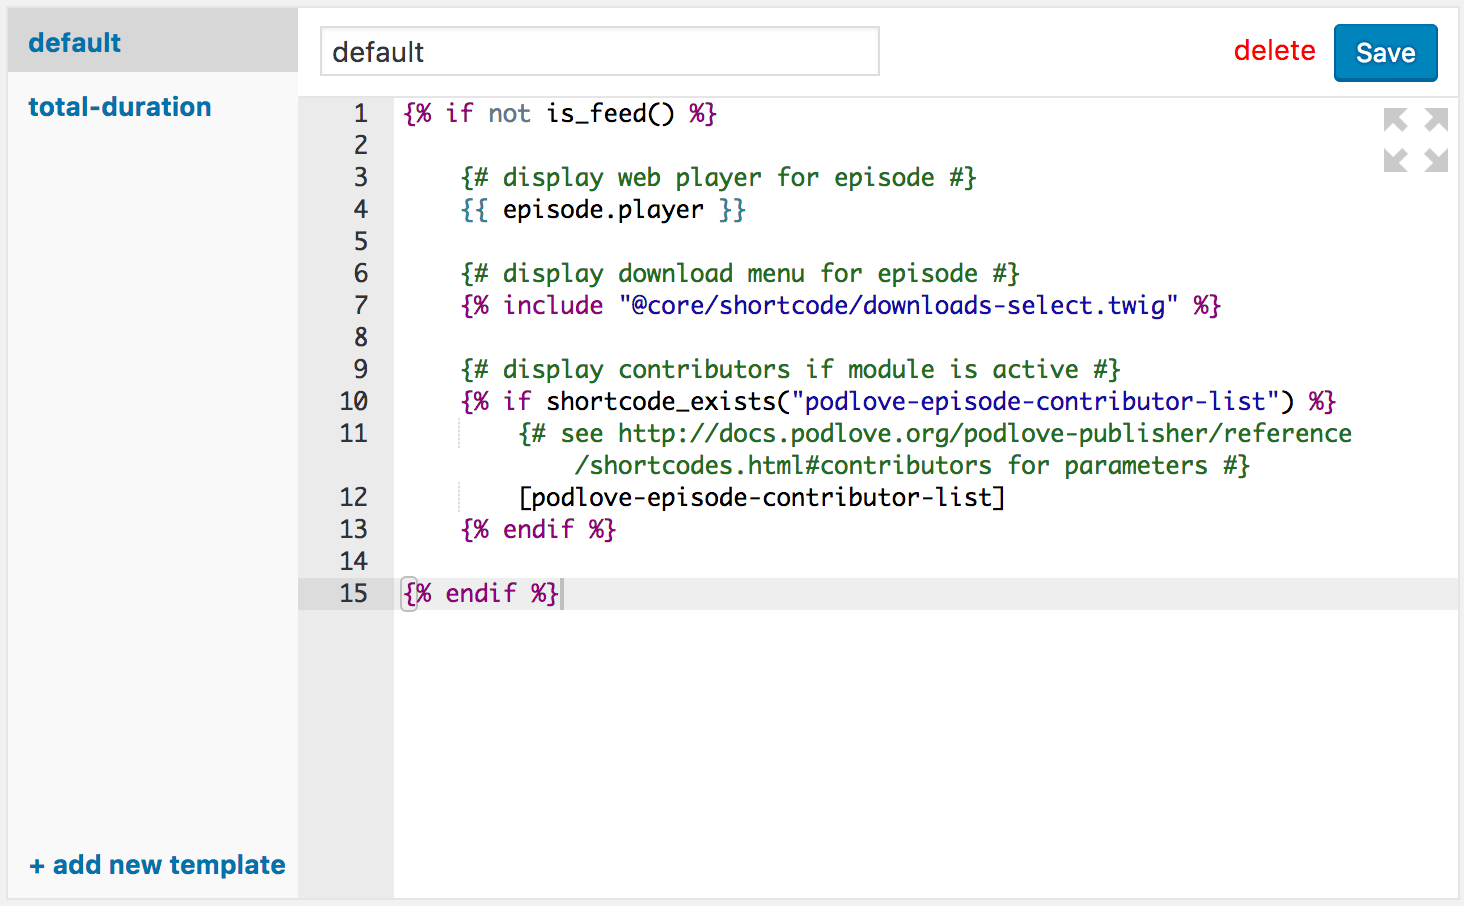 default
total-duration
+ add new template
default
delete
Save
1 {% if not is_feed() %}
2
3 {# display web player for episode #}
4 {{ episode.player }}
5
6 {# display download menu for episode #}
7 {% include "@core/shortcode/downloads-select.twig" %}
8
9 {# display contributors if module is active #}
10 {% if shortcode_exists("podlove-episode-contributor-list") %}
11 {# see http://docs.podlove.org/podlove-publisher/reference
/shortcodes.html#contributors for parameters #}
12 [podlove-episode-contributor-list]
13 {% endif %}
14
15 {% endif %}